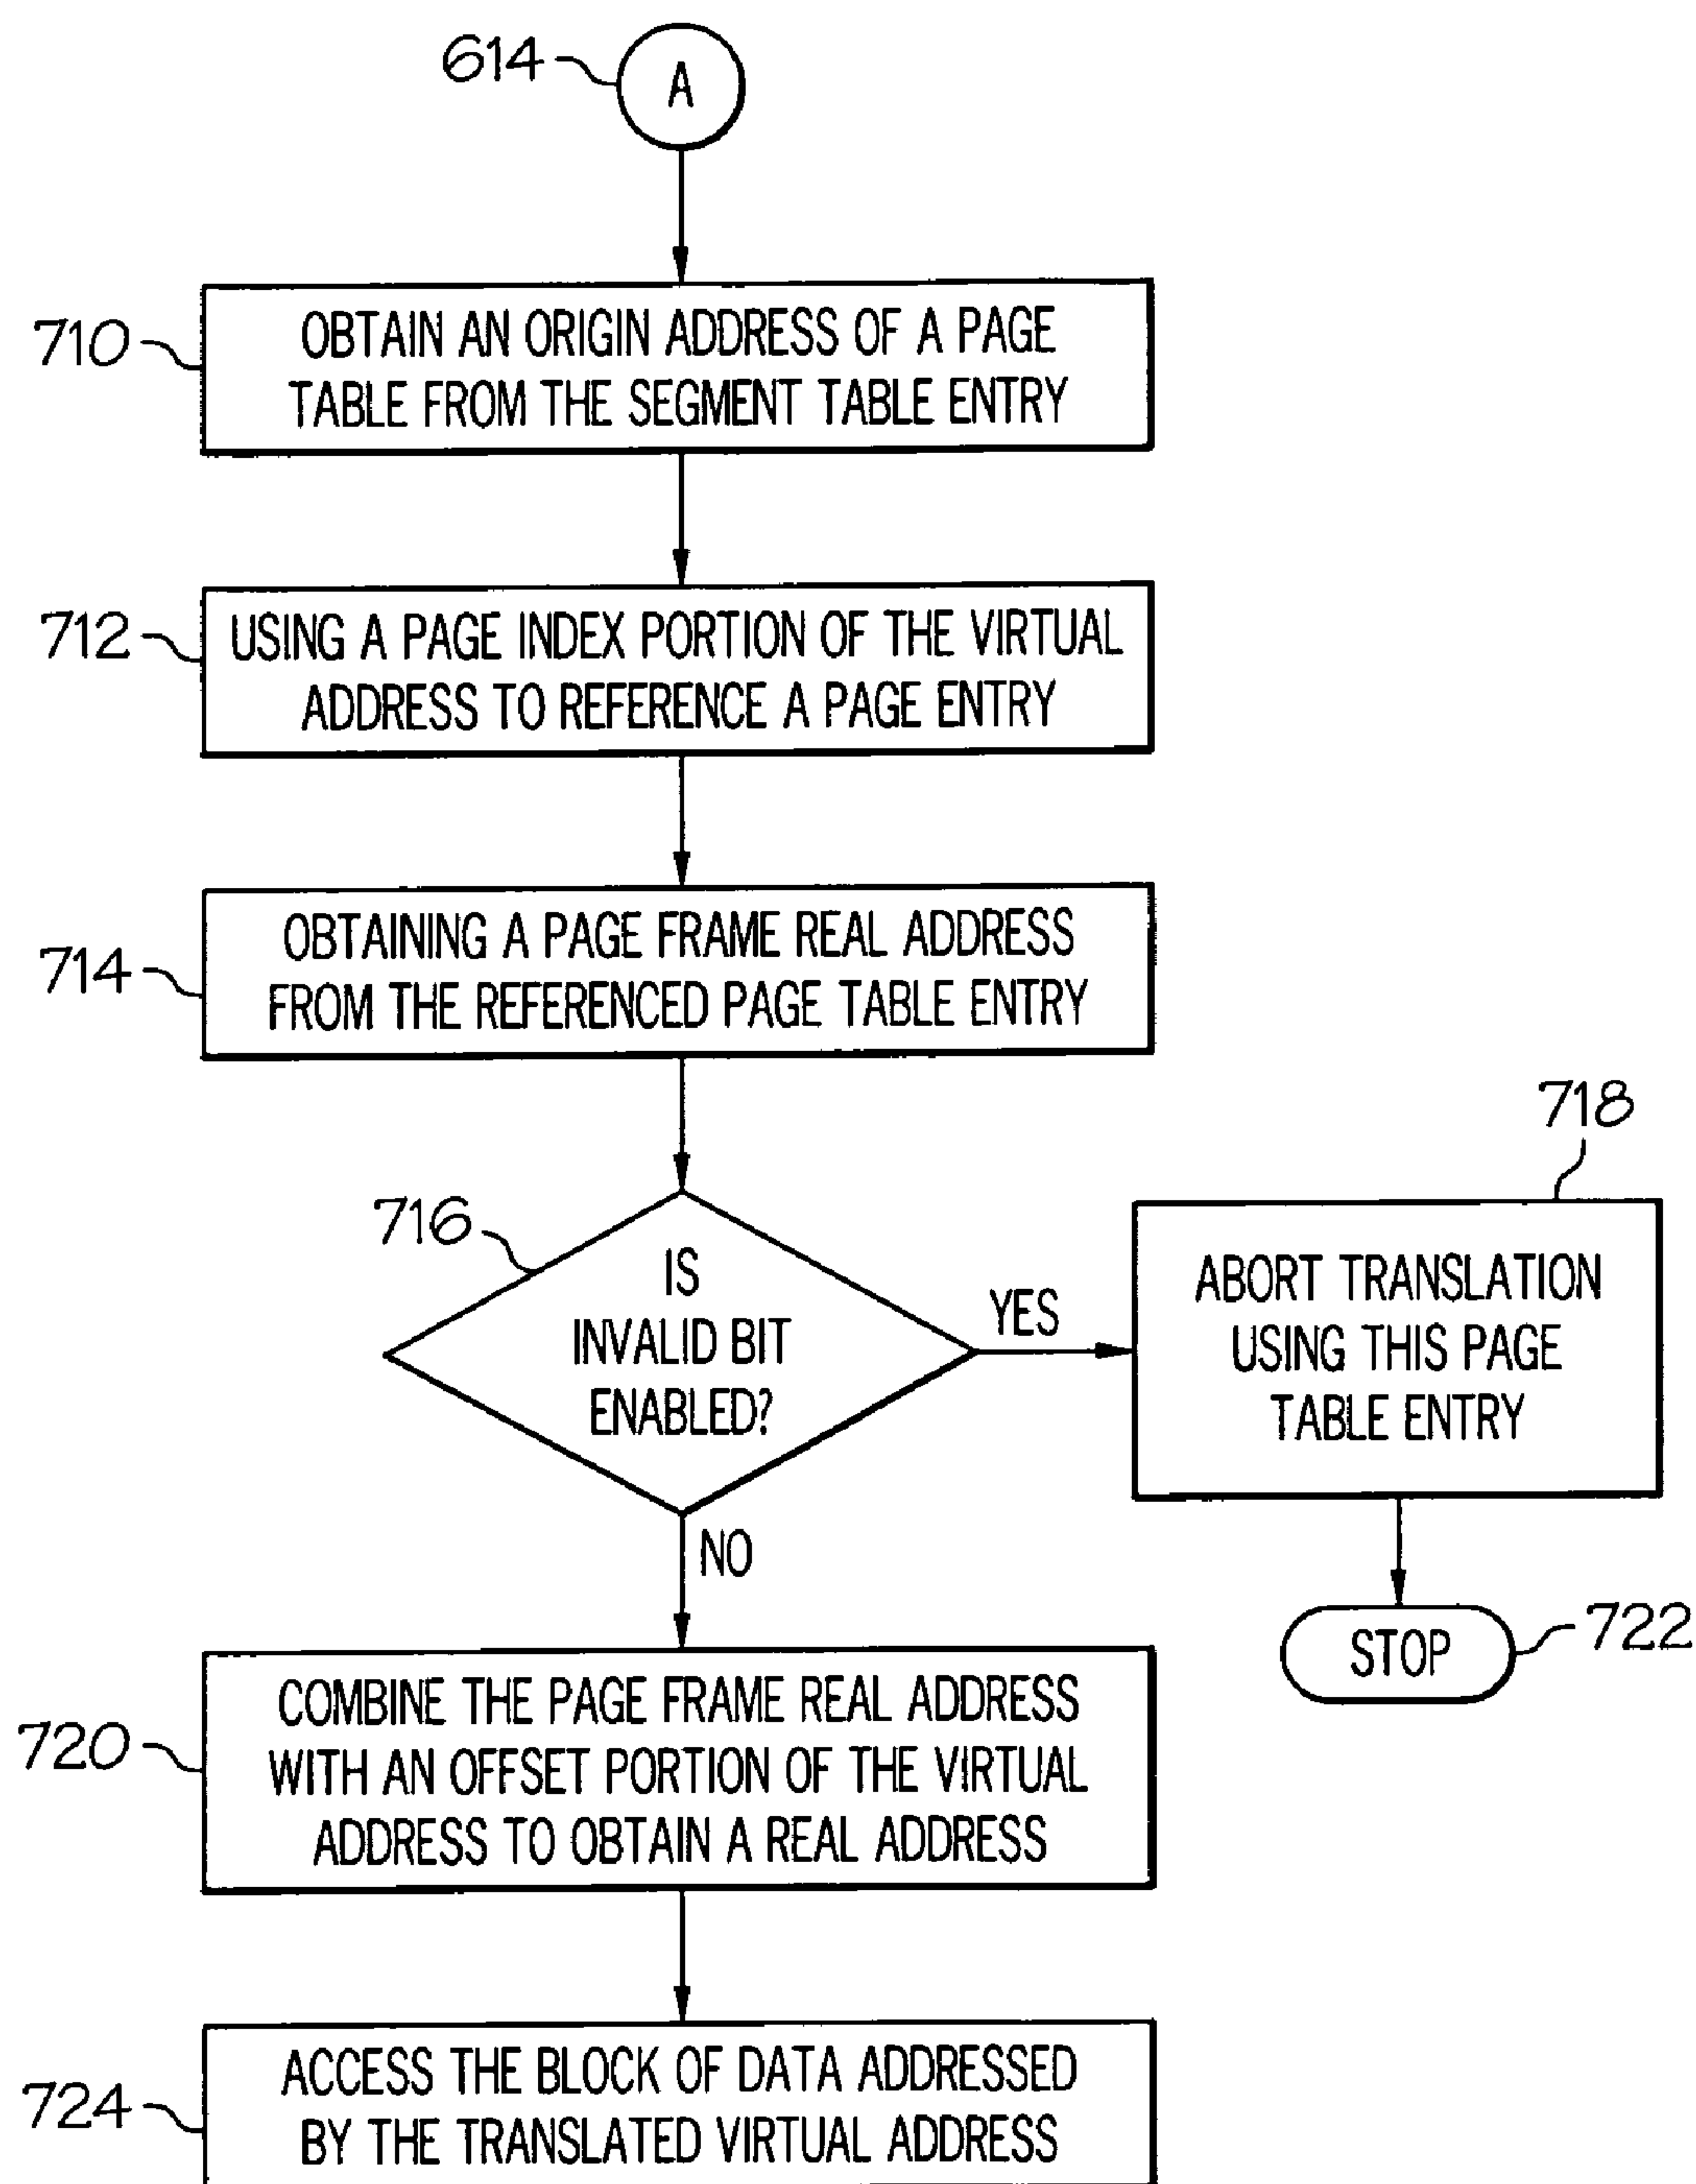 614
A
710
OBTAIN AN ORIGIN ADDRESS OF A PAGE
TABLE FROM THE SEGMENT TABLE ENTRY
712
USING A PAGE INDEX PORTION OF THE VIRTUAL
ADDRESS TO REFERENCE A PAGE ENTRY
714
OBTAINING A PAGE FRAME REAL ADDRESS
FROM THE REFERENCED PAGE TABLE ENTRY
716
IS
INVALID BIT
ENABLED?
YES
718
ABORT TRANSLATION
USING THIS PAGE
TABLE ENTRY
NO
STOP
722
720
COMBINE THE PAGE FRAME REAL ADDRESS
WITH AN OFFSET PORTION OF THE VIRTUAL
ADDRESS TO OBTAIN A REAL ADDRESS
724
ACCESS THE BLOCK OF DATA ADDRESSED
BY THE TRANSLATED VIRTUAL ADDRESS